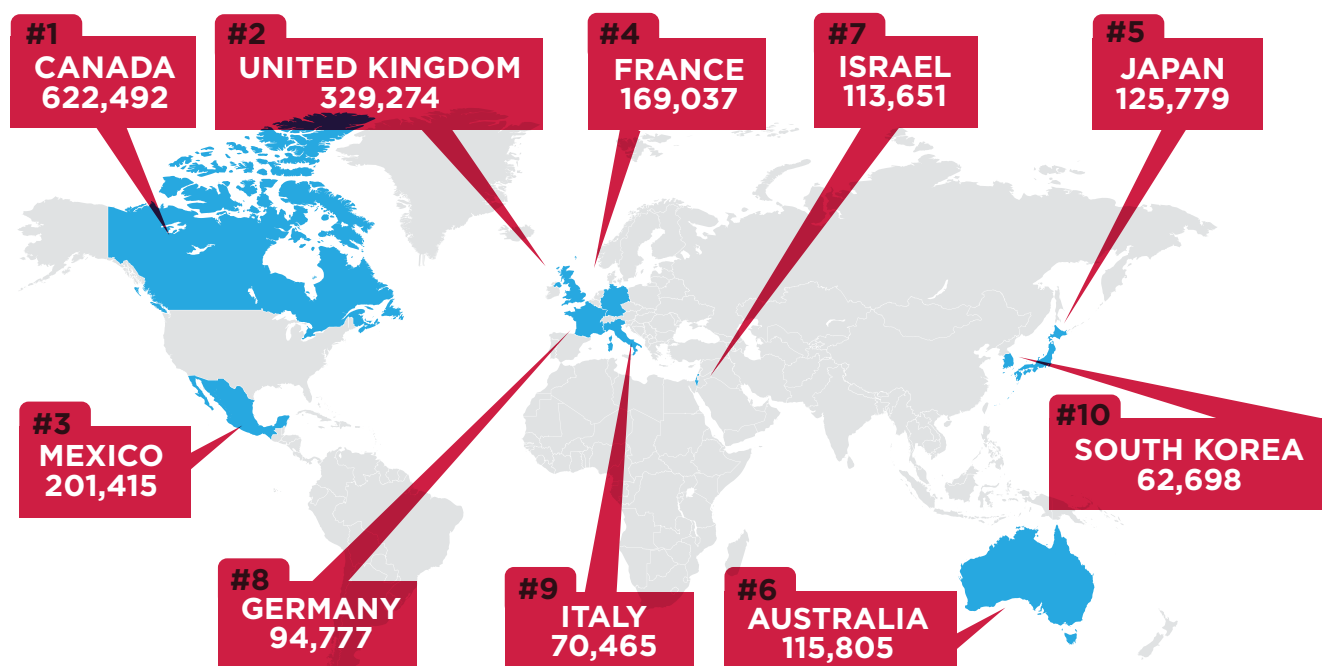 #1
CANADA
622,492
#2
UNITED KINGDOM
329,274
#4
FRANCE
169,037
#7
ISRAEL
113,651
#5
JAPAN
125,779
#3
MEXICO
201,415
#10
SOUTH KOREA
62,698
#8
GERMANY
94,777
#9
ITALY
70,465
#6
AUSTRALIA
115,805